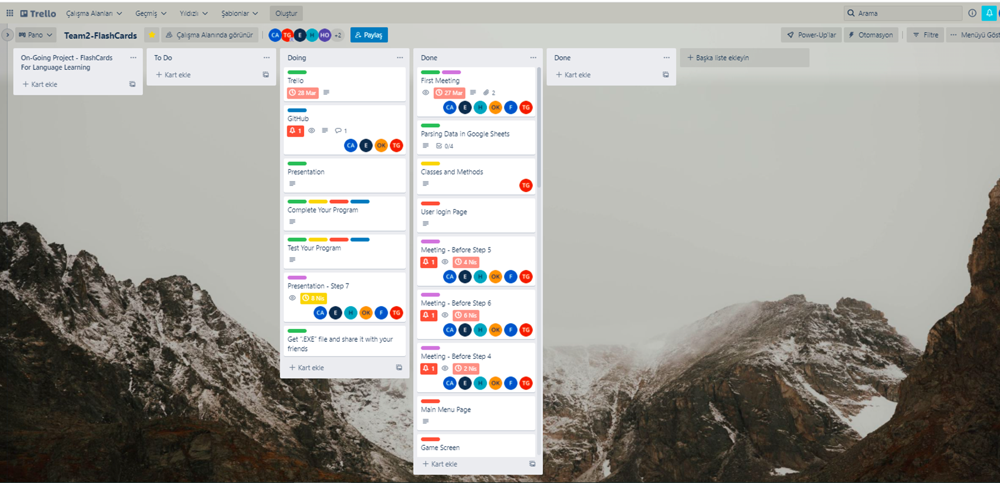 Trello
Çalışma Alanları
Geçmiş
Yıldızlı
Şablonlar
Oluştur
Arama
Pano
Team2-FlashCards
Çalışma Alanında görünür
CA
TG
E
H
HO
+2
Paylaş
Power-Up'lar
Otomasyon
Filtre
Menüyü Göst
On-Going Project - FlashCards
For Language Learning
+ Kart ekle
To Do
+ Kart ekle
Doing
Trello
28 Mar
GitHub
1
1
CA E OK TG
Presentation
Complete Your Program
Test Your Program
Presentation - Step 7
8 Nis
CA E H OK F TG
Get ".EXE" file and share it with your
friends
+ Kart ekle
Done
First Meeting
27 Mar 2
CA E H OK F TG
Parsing Data in Google Sheets
0/4
Classes and Methods
TG
User login Page
Meeting - Before Step 5
1 4 Nis
CA E H OK F TG
Meeting - Before Step 6
1 6 Nis
CA E H OK F TG
Meeting - Before Step 4
1 2 Nis
CA E H OK F TG
Main Menu Page
Game Screen
+ Kart ekle
Done
+ Kart ekle
+ Başka liste ekleyin